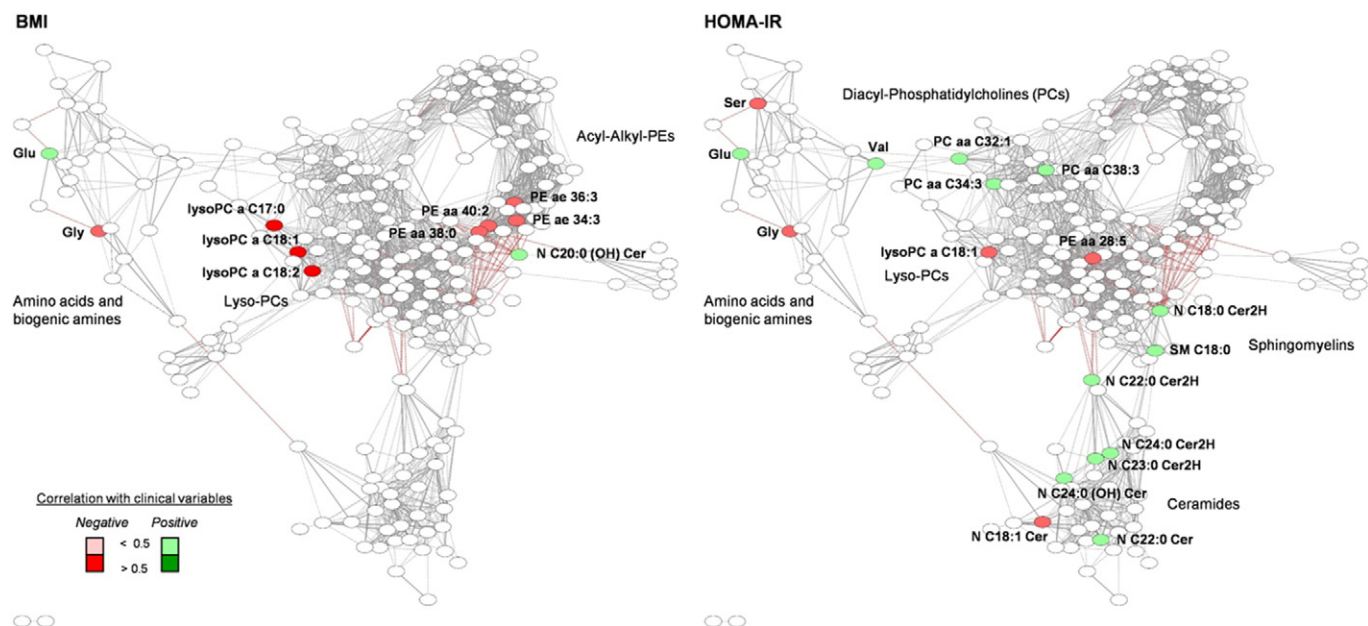 BMI
Acyl-Alkyl-PEs
Glu
lysoPC a C17:0
PE aa 40:2
PE ae 36:3
PE ae 34:3
Gly
lysoPC a C18:1
PE aa 38:0
N C20:0 (OH) Cer
lysoPC a C18:2
Lyso-PCs
Amino acids and
biogenic amines
Correlation with clinical variables
Negative Positive
< 0.5
> 0.5
HOMA-IR
Diacyl-Phosphatidylcholines (PCs)
Ser
Val
PC aa C32:1
Glu
PC aa C34:3
PC aa C38:3
Gly
lysoPC a C18:1
PE aa 28:5
Lyso-PCs
Amino acids and
biogenic amines
N C18:0 Cer2H
SM C18:0
Sphingomyelins
N C22:0 Cer2H
N C24:0 Cer2H
N C23:0 Cer2H
N C24:0 (OH) Cer
Ceramides
N C18:1 Cer
N C22:0 Cer